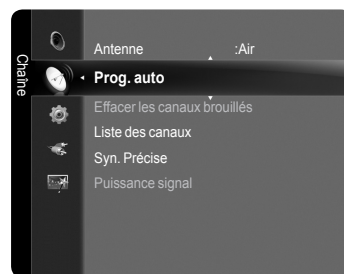 Chaîne
Antenne :Air
Prog. auto
Effacer les canaux brouillés
Liste des canaux
Syn. Précise
Puissance signal